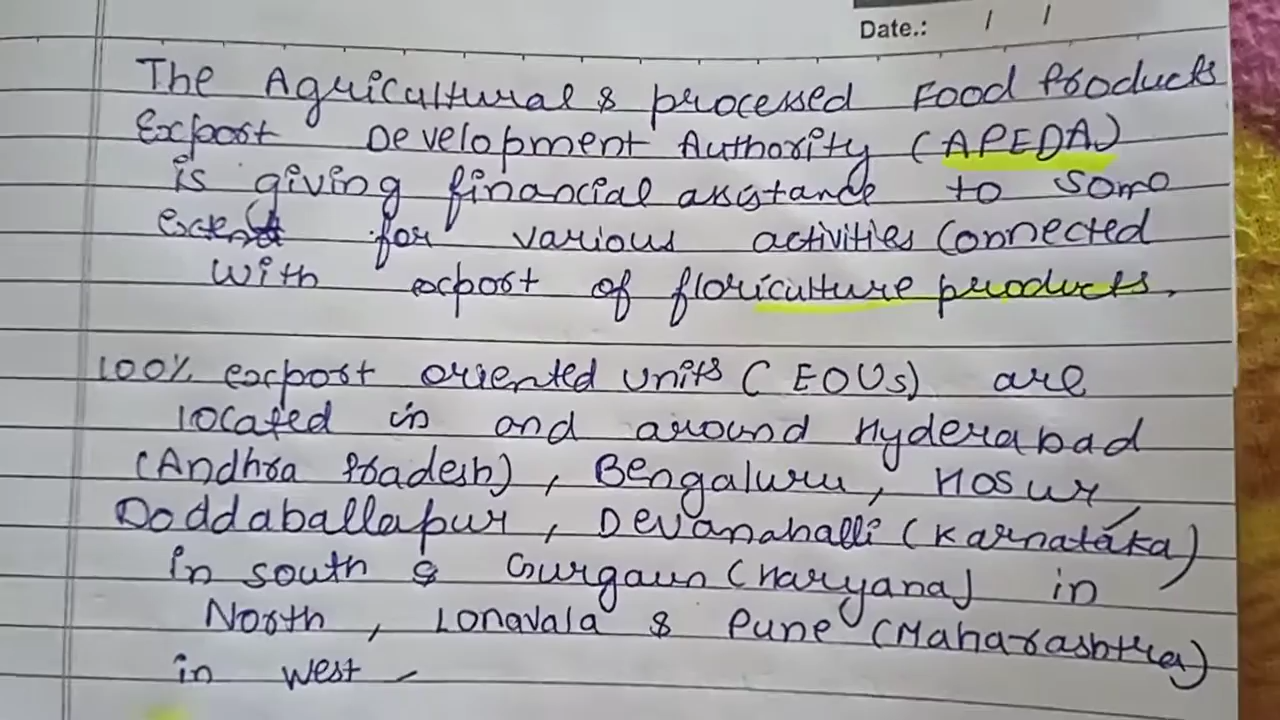 Date.: / /
The Agricultural & processed Food Products
Export Development Authority (APEDA)
is giving financial assistance to some
extent for various activities connected
with export of floriculture products.
100% export oriented units (EOUs) are
located in and around Hyderabad
(Andhra Pradesh), Bengaluru, Hosur,
Doddaballapur, Devanahalli (Karnataka)
in south & Gurgaun (Haryana) in
North, Lonavala & Pune (Maharashtra)
in west -